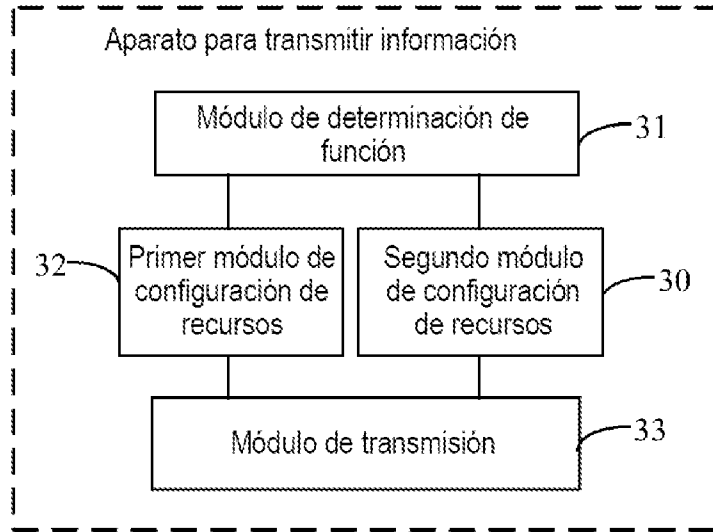 Aparato para transmitir información
Módulo de determinación de
función
31
32
Primer módulo de
configuración de
recursos
Segundo módulo
de configuración
de recursos
30
Módulo de transmisión
33